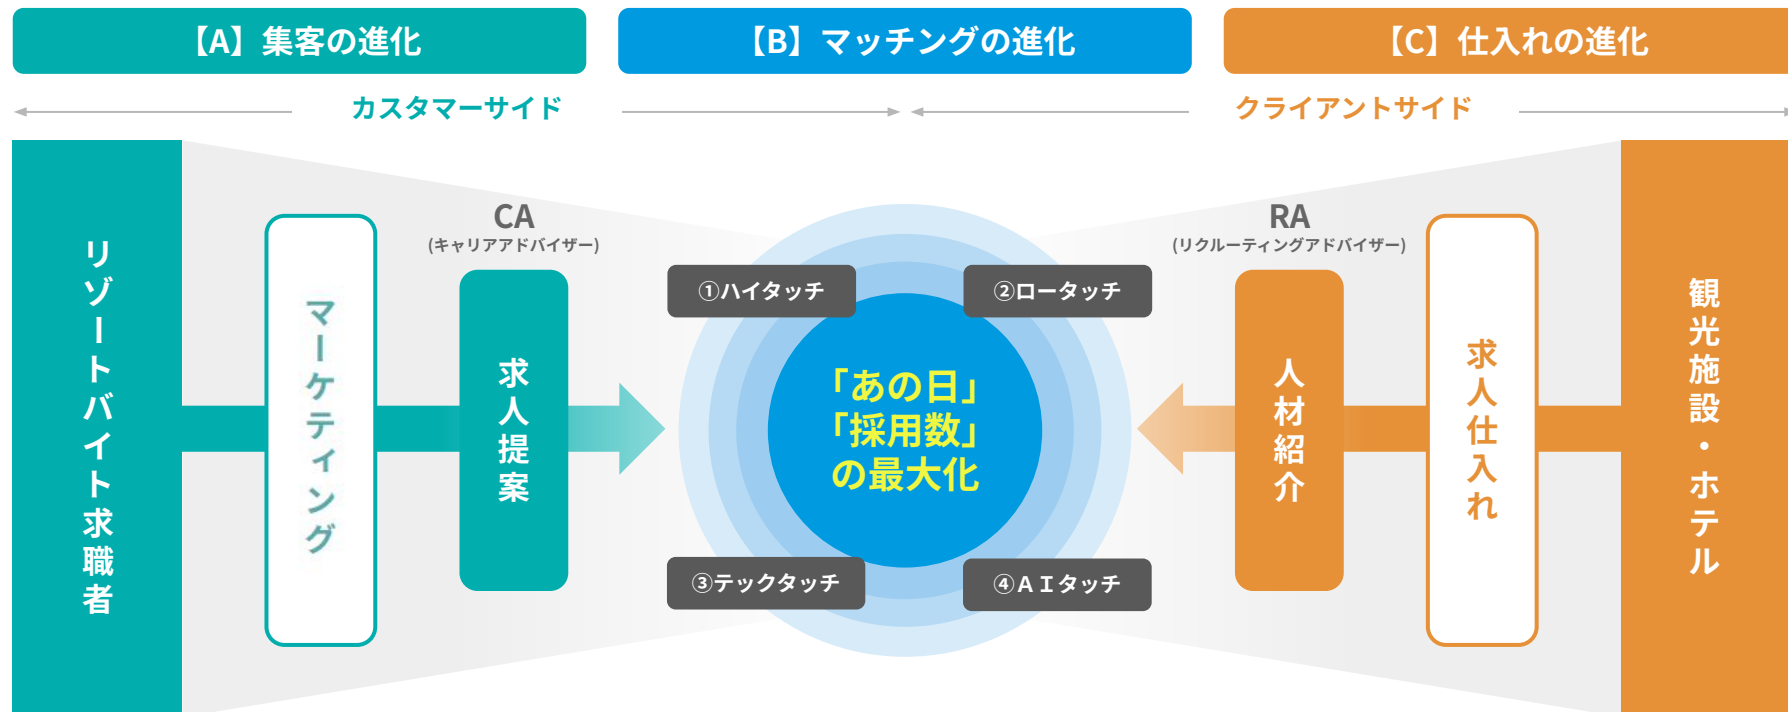 【A】集客の進化
【B】マッチングの進化
【C】仕入れの進化
カスタマーサイド
クライアントサイド
リゾートバイト求職者
マーケティング
CA
(キャリアアドバイザー)
求人提案
①ハイタッチ
②ロータッチ
「あの日」
「採用数」
の最大化
③テックタッチ
④ＡＩタッチ
RA
(リクルーティングアドバイザー)
人材紹介
求人仕入れ
観光施設・ホテル